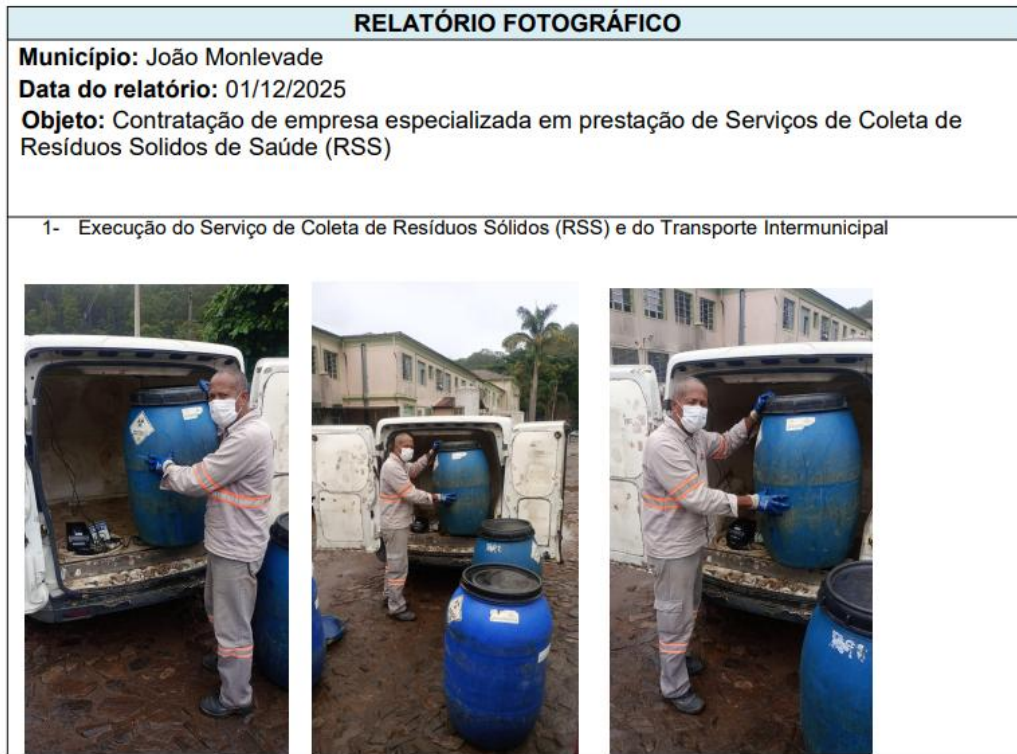 RELATÓRIO FOTOGRÁFICO
Município: João Monlevade
Data do relatório: 01/12/2025
Objeto: Contratação de empresa especializada em prestação de Serviços de Coleta de
Resíduos Solidos de Saúde (RSS)
1- Execução do Serviço de Coleta de Resíduos Sólidos (RSS) e do Transporte Intermunicipal